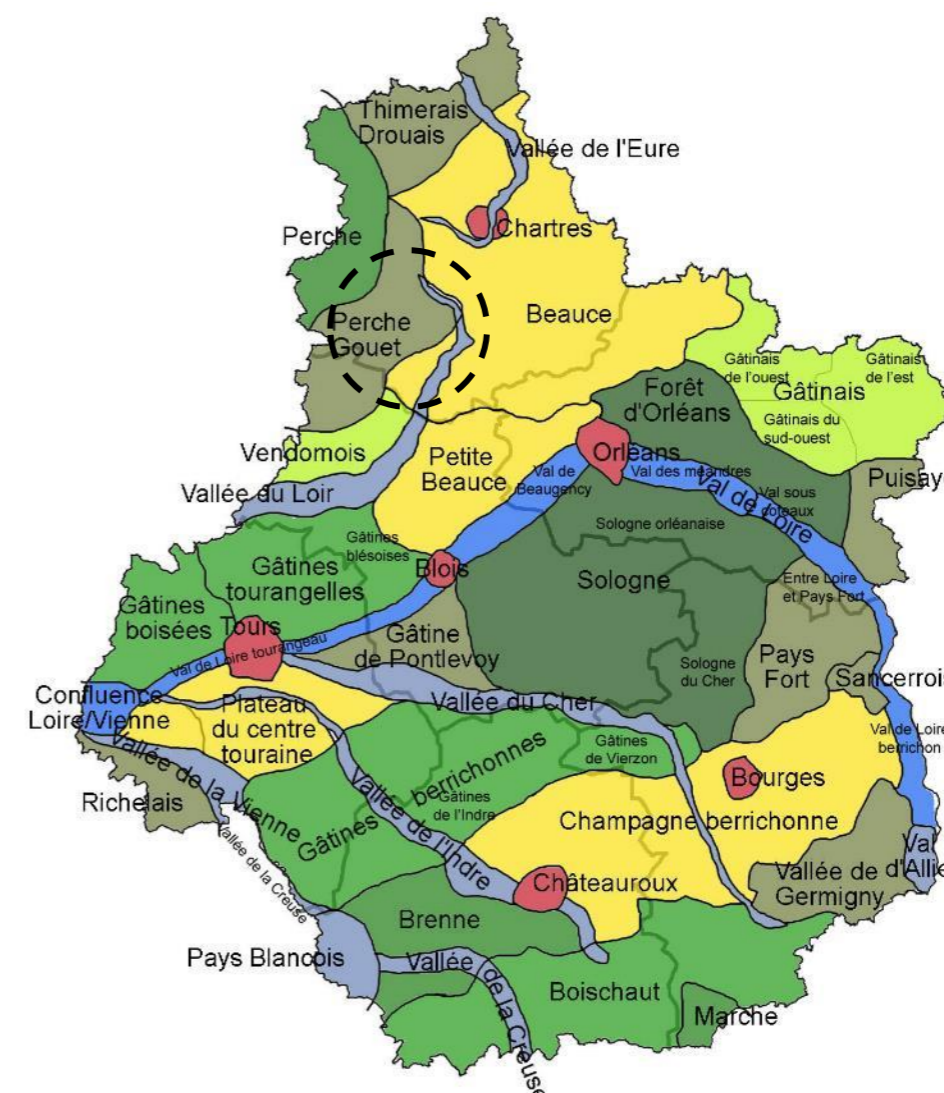 Thimerais
Drouais
Vallée de l'Eure
Perche
Chartres
Perche
Gouet
Beauce
Gâtinais
de l'ouest
Gâtinais
de l'est
Gâtinais
Gâtinais du
sud-ouest
Forêt
d'Orléans
Vendomois
Petite
Beauce
Orléans
Val de
Beaugency
Val des méandres
Val de Loire
Val sous
coteaux
Puisay
Vallée du Loir
Sologne orléanaise
Gâtines
blésoises
Gâtines
tourangelles
Blois
Sologne
Entre Loire
et Pays Fort
Gâtines
boisées
Tours
Val de Loire tourangeau
Gâtine
de Pontlevoy
Sologne
du Cher
Pays
Fort
Sancerrois
Confluence
Loire/Vienne
Plateau
du centre
touraine
Vallée du Cher
Val de Loire
berrichon
Gâtines
de Vierzon
Bourges
Richelais
Vallée de la Vienne
Gâtines berrichonnes
Gâtines
de l'Indre
Vallée de l'Indre
Champagne berrichonne
Vallée de la Creuse
Châteauroux
Vallée de
Germigny
Val
d'Allie
Brenne
Pays Blancois
Vallée
de la Creuse
Boischaut
Marche